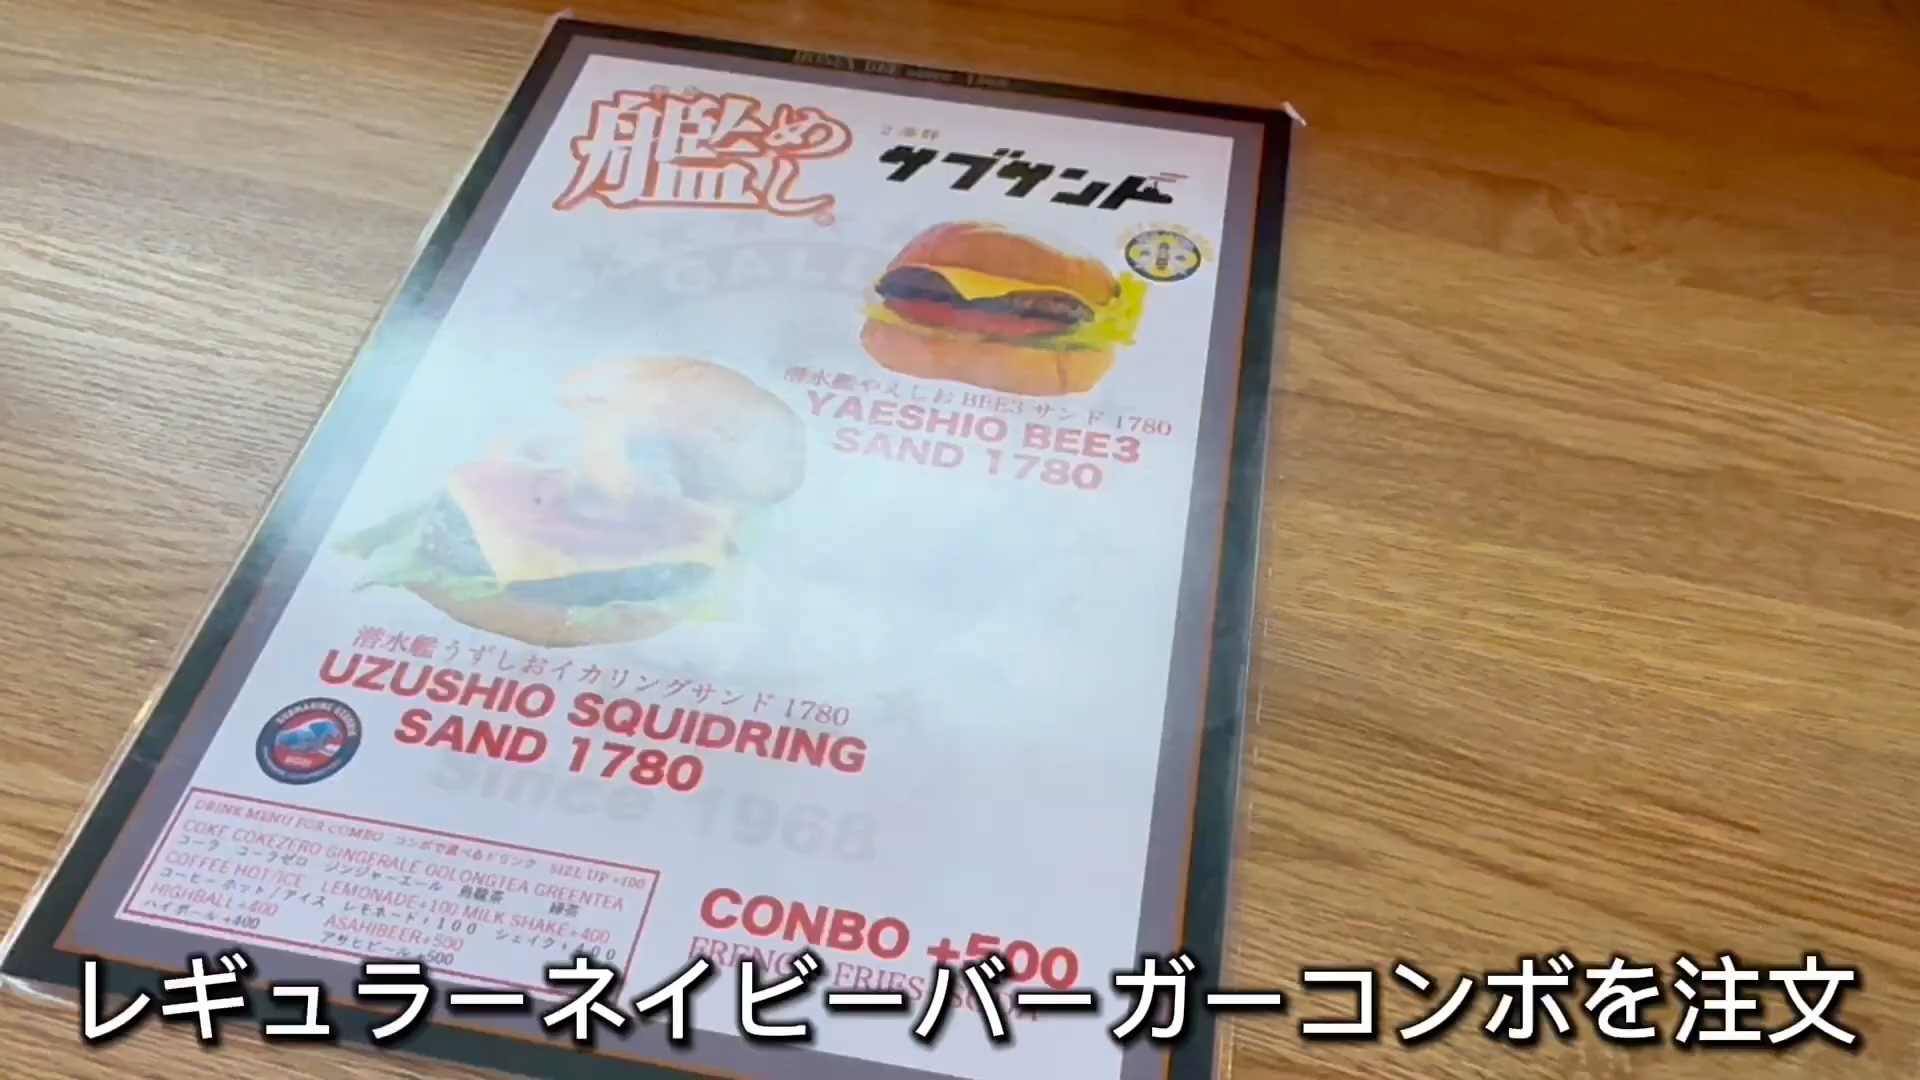 艦めし
２潜群
サブサンド
潜水艦やえしおBEE3サンド 1780
YAESHIO BEE3
SAND 1780
潜水艦うずしおイカリングサンド 1780
UZUSHIO SQUIDRING
SAND 1780
Since 1968
DRINK MENU FOR COMBO コンボで選べるドリンク SIZE UP +100
COKE COKEZERO GINGERALE OOLONGTEA GREENTEA
コーラ コーラゼロ ジンジャーエール 烏龍茶 緑茶
COFFEE HOT/ICE LEMONADE+100 MILK SHAKE+400
コーヒー ホット/アイス レモネード+100 シェイク+400
HIGHBALL+400 ASAHIBEER+500
ハイボール+400 アサヒビール+500
CONBO +500
FRENCH FRIES
レギュラーネイビーバーガーコンボを注文